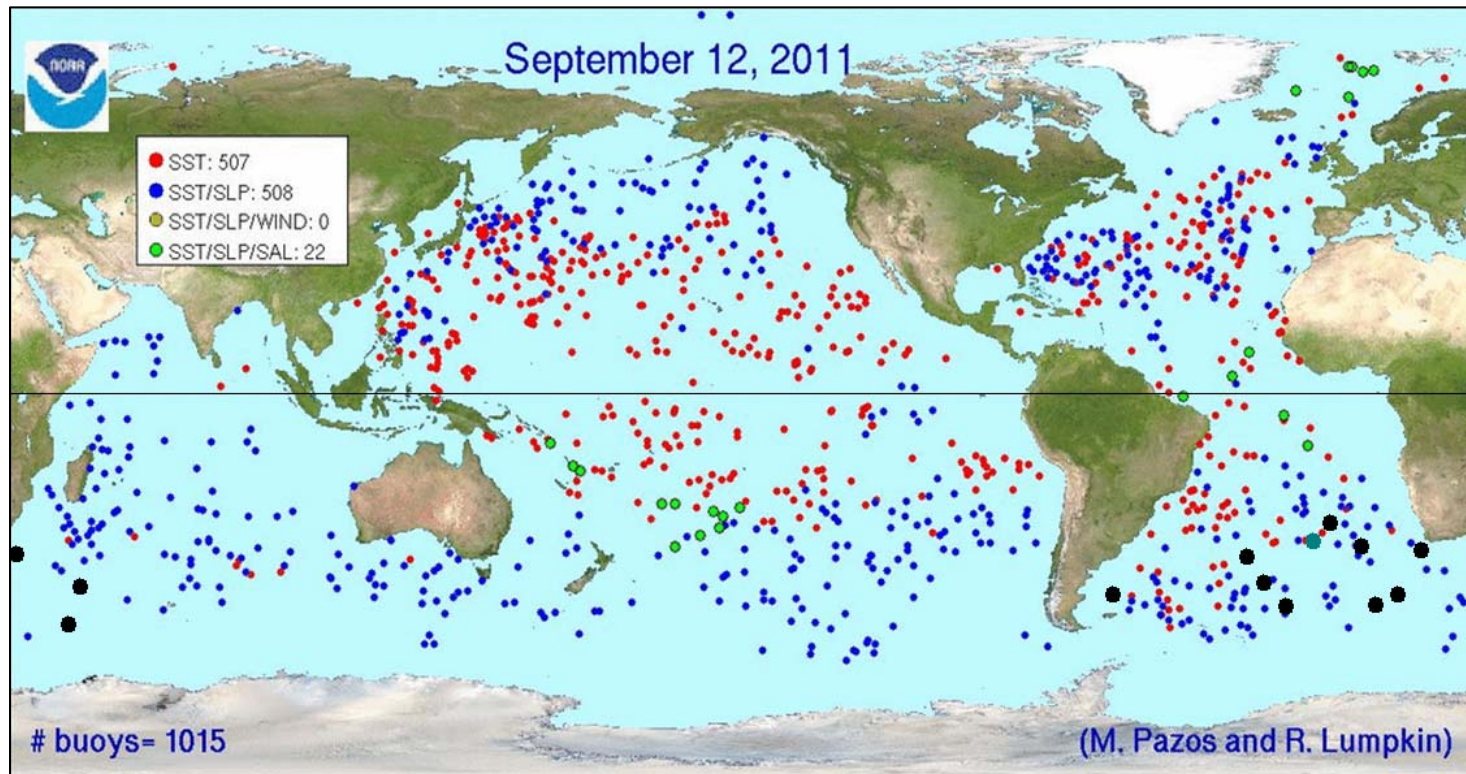 September 12, 2011
NOAA
SST: 507
SST/SLP: 508
SST/SLP/WIND: 0
SST/SLP/SAL: 22
# buoys= 1015
(M. Pazos and R. Lumpkin)